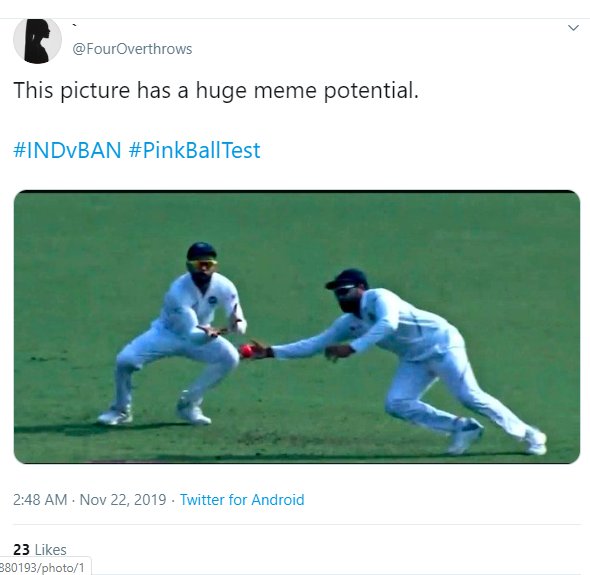 `
@FourOverthrows
This picture has a huge meme potential.
#INDvBAN #PinkBallTest
2:48 AM · Nov 22, 2019 · Twitter for Android
23 Likes
880193/photo/1